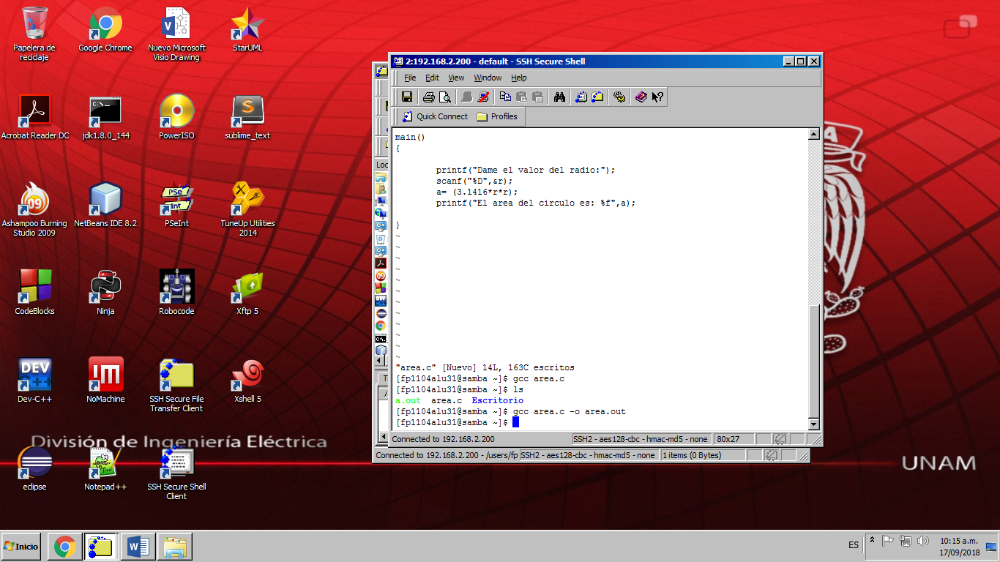 Papelera de
reciclaje
Google Chrome
Nuevo Microsoft
Visio Drawing
StarUML
Acrobat Reader DC
jdk1.8.0_144
PowerISO
sublime_text
Ashampoo Burning
Studio 2009
NetBeans IDE 8.2
PSeInt
TuneUp Utilities
2014
CodeBlocks
Ninja
Robocode
Xftp 5
Dev-C++
NoMachine
SSH Secure File
Transfer Client
Xshell 5
eclipse
Notepad++
SSH Secure Shell
Client
División de Ingeniería Eléctrica
UNAM
2:192.168.2.200 - default - SSH Secure Shell
File Edit View Window Help
Quick Connect Profiles
main()
{
printf("Dame el valor del radio:");
scanf("%D",&r);
a= (3.1416*r*r);
printf("El area del circulo es: %f",a);
}
~
~
~
~
~
~
~
~
~
~
~
~
"area.c" [Nuevo] 14L, 163C escritos
[fp1104alu31@samba ~]$ gcc area.c
[fp1104alu31@samba ~]$ ls
a.out area.c Escritorio
[fp1104alu31@samba ~]$ gcc area.c -o area.out
[fp1104alu31@samba ~]$
Connected to 192.168.2.200 SSH2 - aes128-cbc - hmac-md5 - none 80x27
Connected to 192.168.2.200 - /users/fp SSH2 - aes128-cbc - hmac-md5 - none 1 items (0 Bytes)
Inicio
ES
10:15 a.m.
17/09/2018